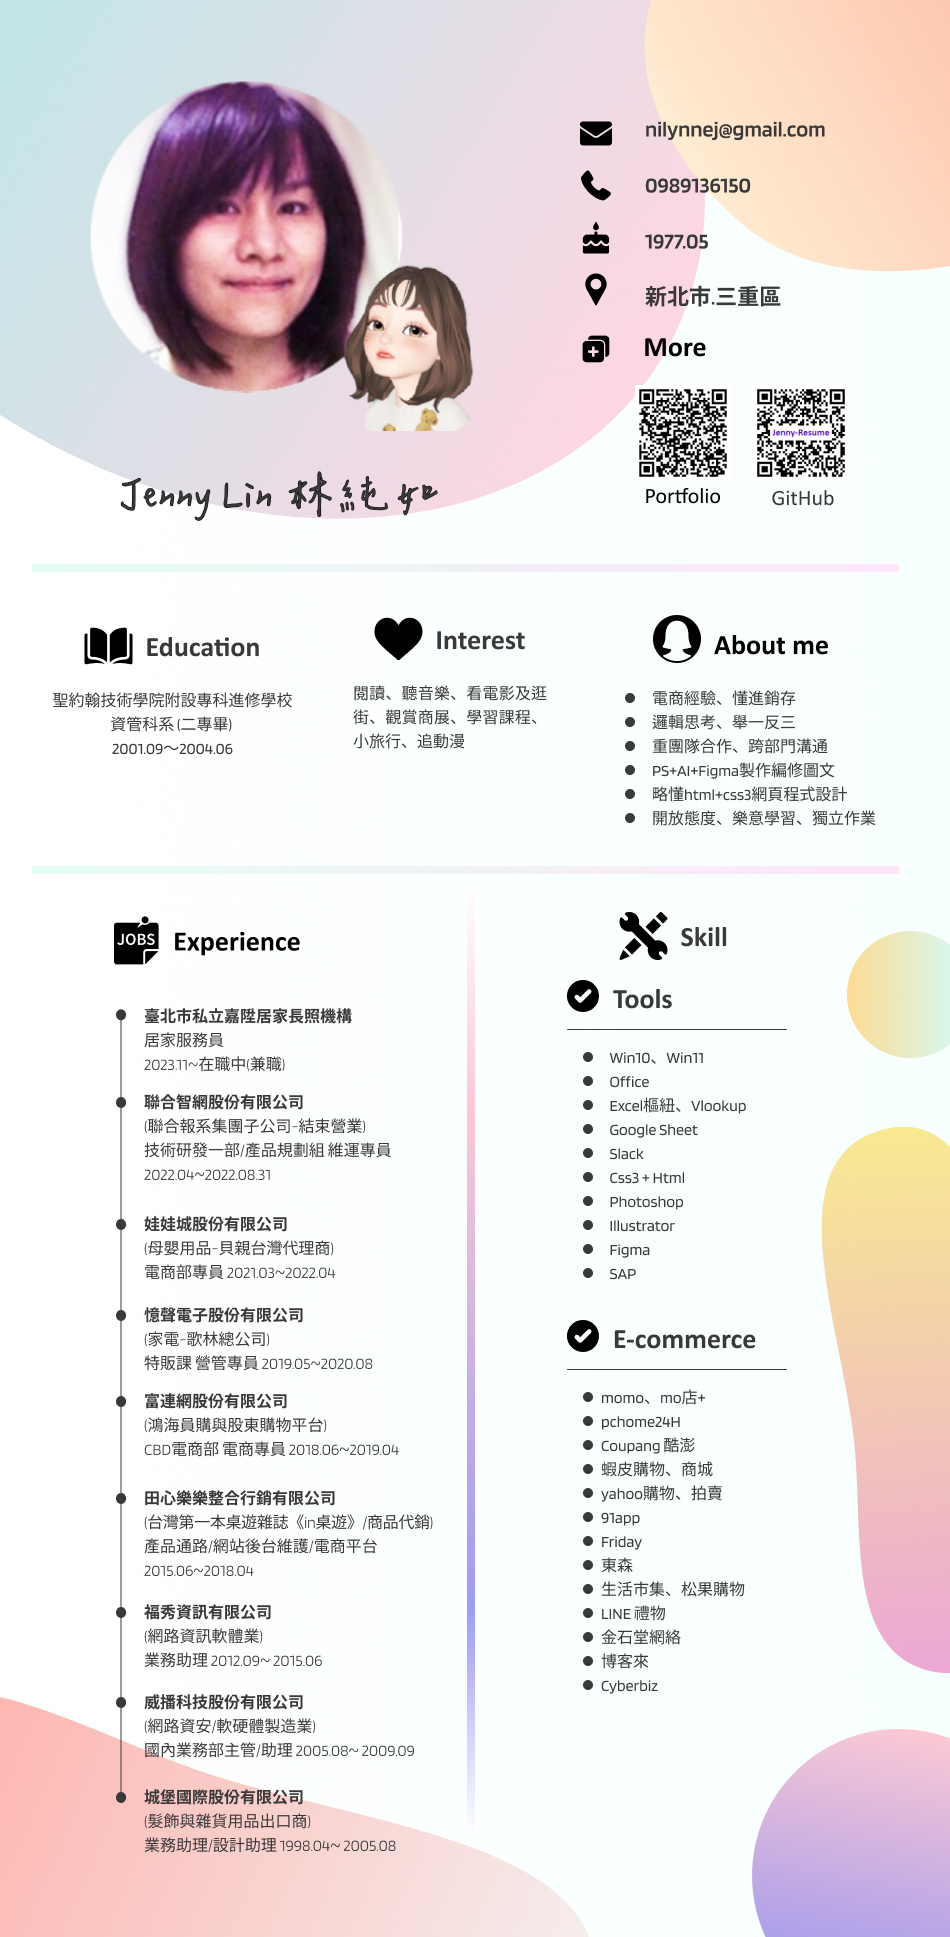 nilynnej@gmail.com
0989136150
1977.05
新北市.三重區
More
Jenny-Resume
Portfolio
GitHub
Jenny Lin 林純如
Education
聖約翰技術學院附設專科進修學校
資管科系 (二專畢)
2001.09～2004.06
Interest
閱讀、聽音樂、看電影及逛
街、觀賞商展、學習課程、
小旅行、追動漫
About me
電商經驗、懂進銷存
邏輯思考、舉一反三
重團隊合作、跨部門溝通
PS+AI+Figma製作編修圖文
略懂html+css3網頁程式設計
開放態度、樂意學習、獨立作業
JOBS
Experience
臺北市私立嘉陞居家長照機構
居家服務員
2023.11~在職中(兼職)
聯合智網股份有限公司
(聯合報系集團子公司-結束營業)
技術研發一部/產品規劃組 維運專員
2022.04~2022.08.31
娃娃城股份有限公司
(母嬰用品-貝親台灣代理商)
電商部專員 2021.03~2022.04
憶聲電子股份有限公司
(家電-歌林總公司)
特販課 營管專員 2019.05~2020.08
富連網股份有限公司
(鴻海員購與股東購物平台)
CBD電商部 電商專員 2018.06~2019.04
田心樂樂整合行銷有限公司
(台灣第一本桌遊雜誌《in桌遊》/商品代銷)
產品通路/網站後台維護/電商平台
2015.06~2018.04
福秀資訊有限公司
(網路資訊軟體業)
業務助理 2012.09~ 2015.06
威播科技股份有限公司
(網路資安/軟硬體製造業)
國內業務部主管/助理 2005.08~ 2009.09
城堡國際股份有限公司
(髮飾與雜貨用品出口商)
業務助理/設計助理 1998.04~ 2005.08
Skill
Tools
Win10、Win11
Office
Excel樞紐、Vlookup
Google Sheet
Slack
Css3 + Html
Photoshop
Illustrator
Figma
SAP
E-commerce
momo、mo店+
pchome24H
Coupang 酷澎
蝦皮購物、商城
yahoo購物、拍賣
91app
Friday
東森
生活市集、松果購物
LINE 禮物
金石堂網絡
博客來
Cyberbiz